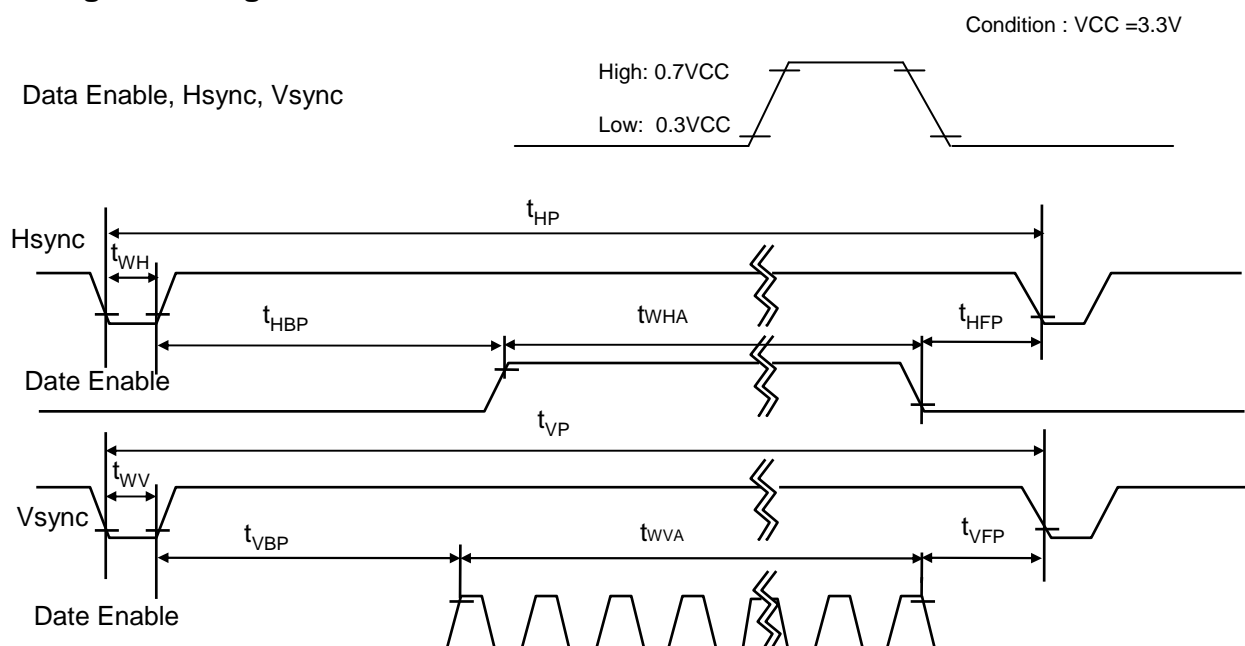 Condition : VCC =3.3V
High: 0.7VCC
Data Enable, Hsync, Vsync
Low: 0.3VCC
tHP
Hsync
tWH
tHBP
tWHA
tHFP
Date Enable
tVP
tWV
Vsync
tVBP
tWVA
tVFP
Date Enable